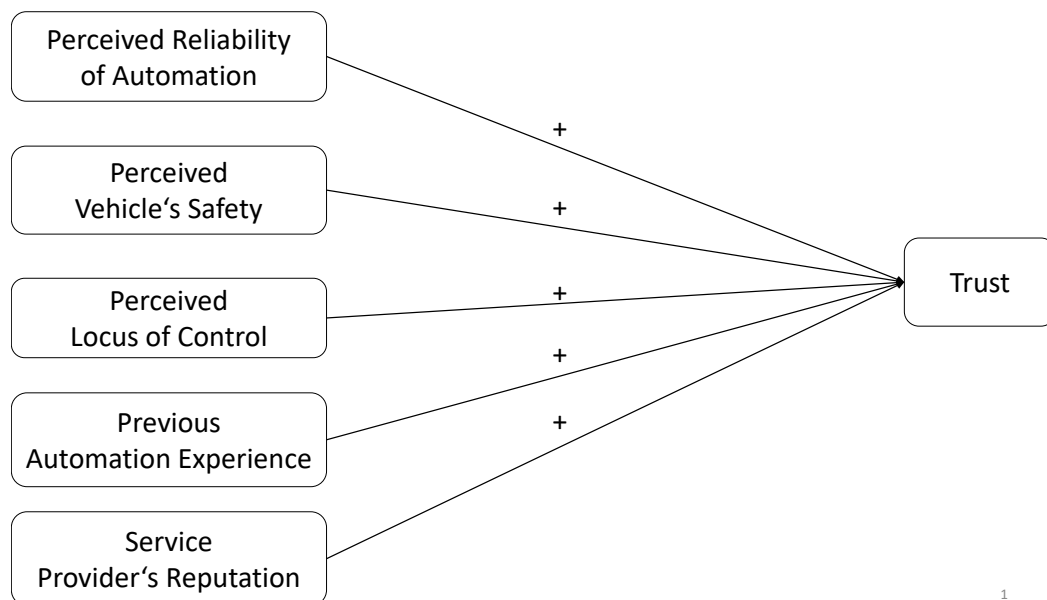 Perceived Reliability
of Automation
+
Perceived
Vehicle‘s Safety
+
Perceived
Locus of Control
+
Previous
Automation Experience
+
Service
Provider‘s Reputation
+
Trust
1